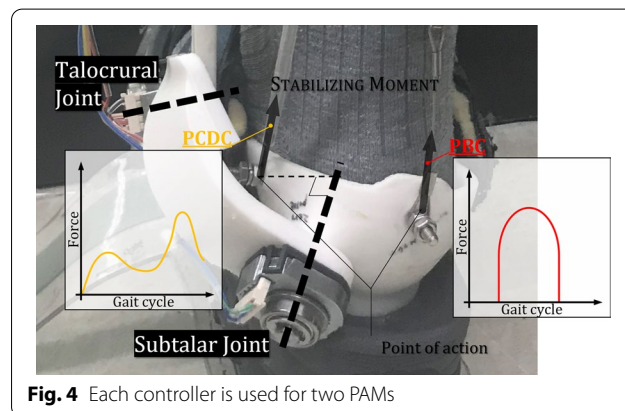 Talocrural
Joint
STABILIZING MOMENT
PCDC
PBC
Force
Gait cycle
Force
Gait cycle
Subtalar Joint
Point of action
Fig. 4 Each controller is used for two PAMs